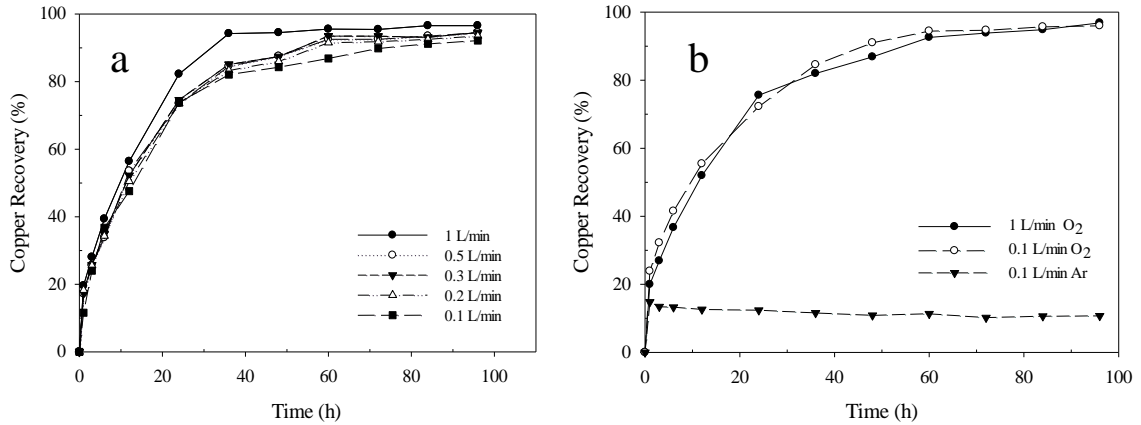 a
100
80
60
40
20
0
Copper Recovery (%)
1 L/min
0.5 L/min
0.3 L/min
0.2 L/min
0.1 L/min
0 20 40 60 80 100
Time (h)
b
100
80
60
40
20
0
Copper Recovery (%)
1 L/min O2
0.1 L/min O2
0.1 L/min Ar
0 20 40 60 80 100
Time (h)